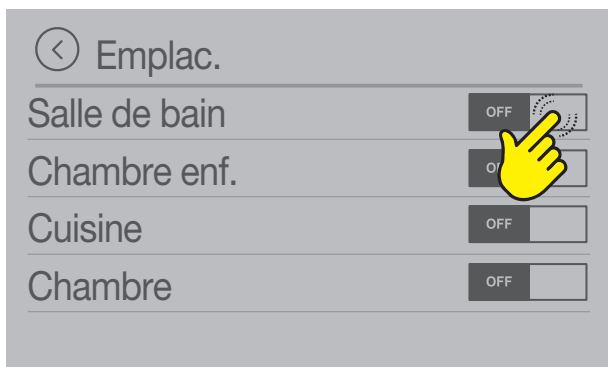 Emplac.
Salle de bain OFF
Chambre enf.
Cuisine OFF
Chambre OFF